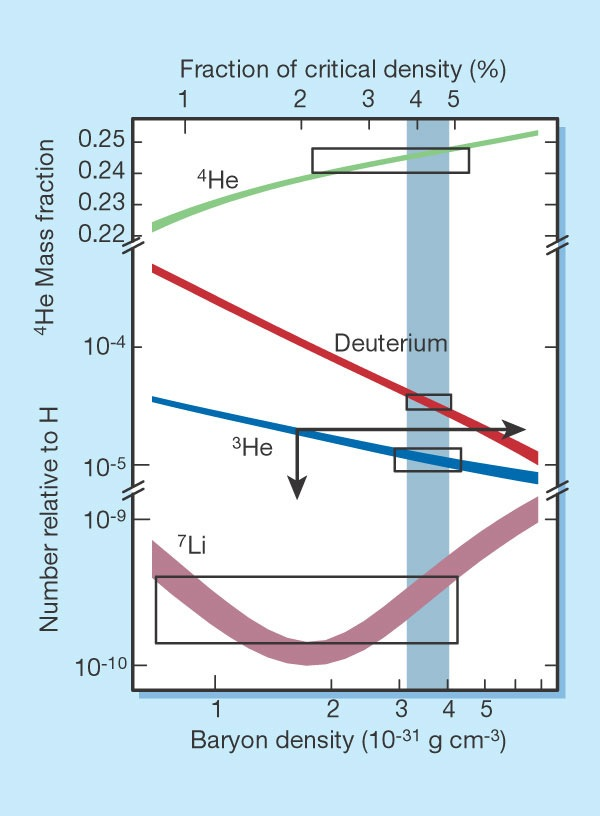 Fraction of critical density (%)
1 2 3 4 5
⁴He Mass fraction
0.25
0.24
0.23
0.22
⁴He
Deuterium
10⁻⁴
³He
10⁻⁵
Number relative to H
10⁻⁹
⁷Li
10⁻¹⁰
1 2 3 4 5
Baryon density (10⁻³¹ g cm⁻³)